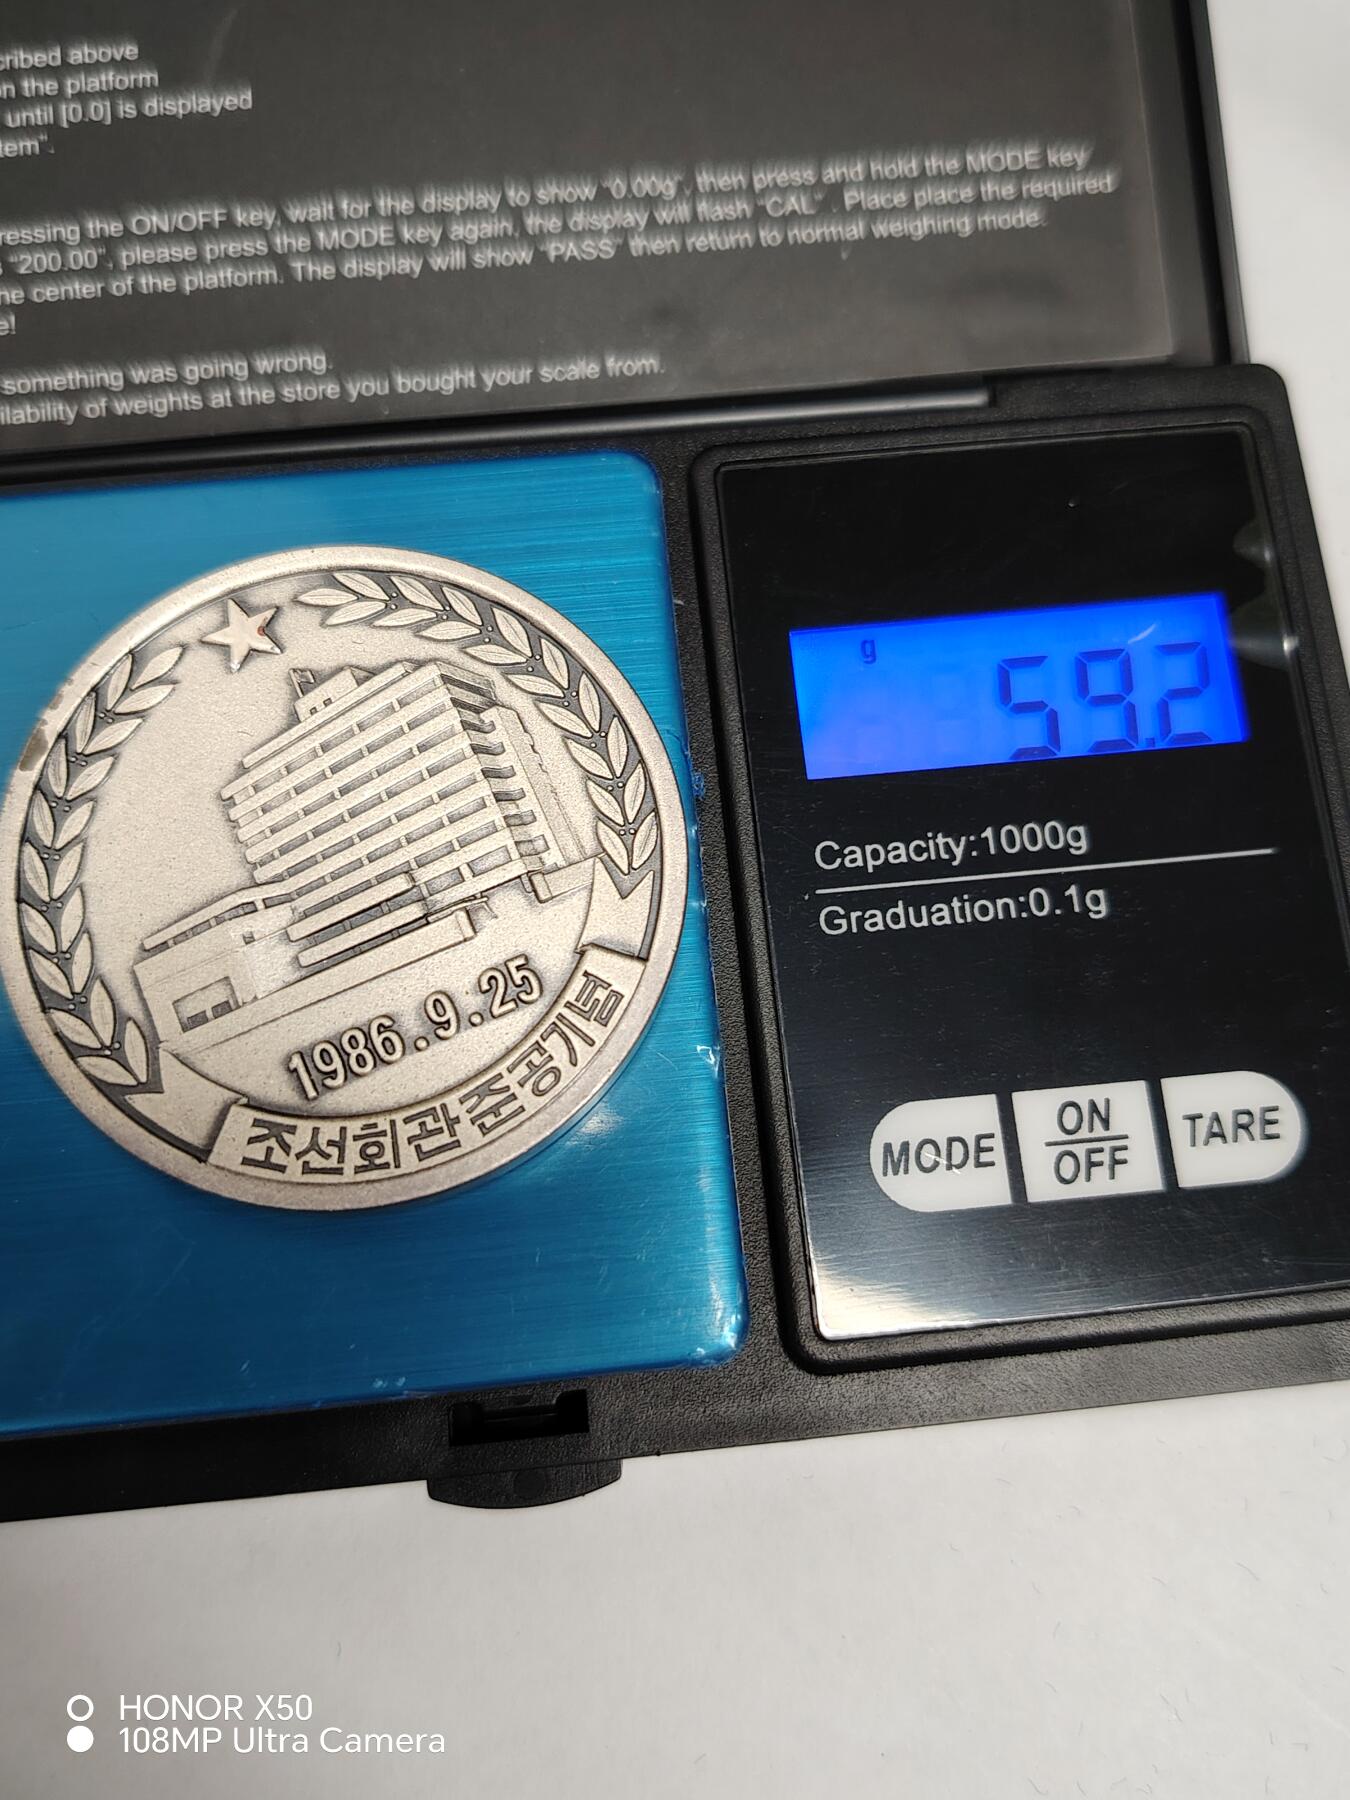 cribed above
on the platform
until [0.0] is displayed
tem".
ressing the ON/OFF key, wait for the display to show "0.00g", then press and hold the MODE key
"200.00", please press the MODE key again, the display will flash "CAL" . Place place the required
he center of the platform. The display will show "PASS" then return to normal weighing mode.
e!
something was going wrong.
ilability of weights at the store you bought your scale from.
g
59.2
Capacity:1000g
Graduation:0.1g
MODE
ON
OFF
TARE
1986.9.25
조선회관준공기념
HONOR X50
108MP Ultra Camera